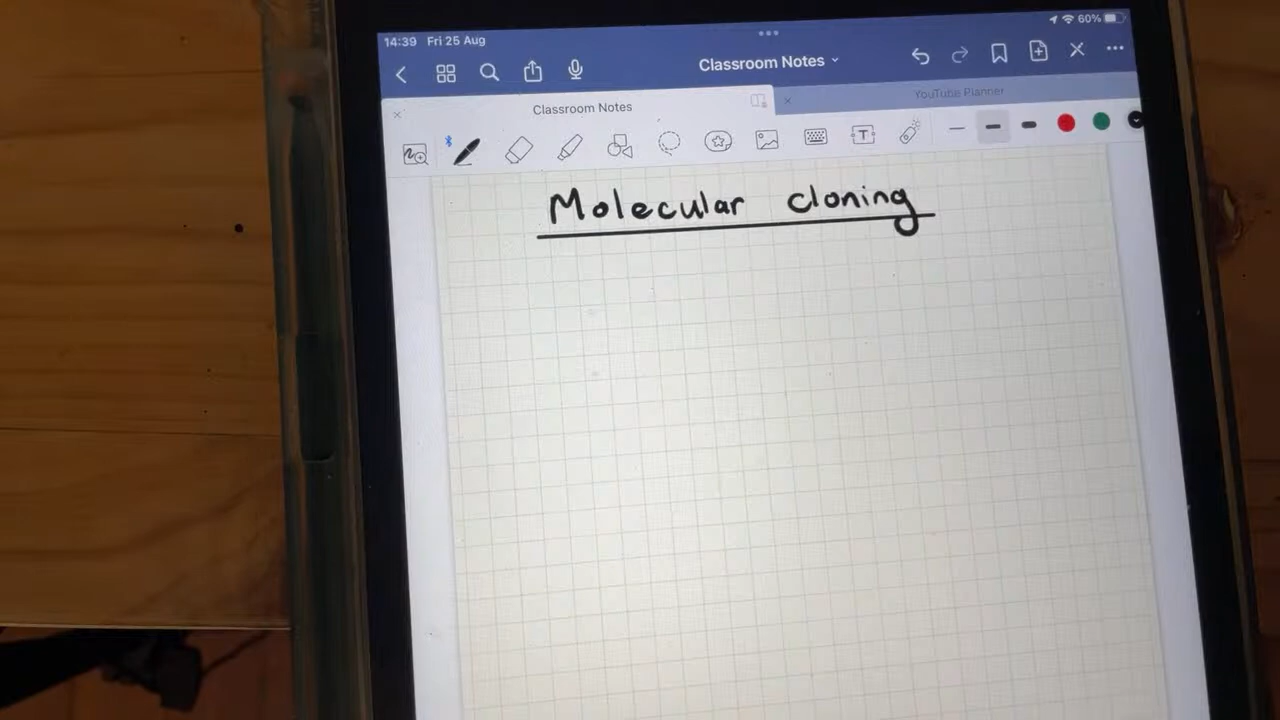 14:39 Fri 25 Aug 60%
Classroom Notes
Classroom Notes YouTube Planner
T
Molecular cloning